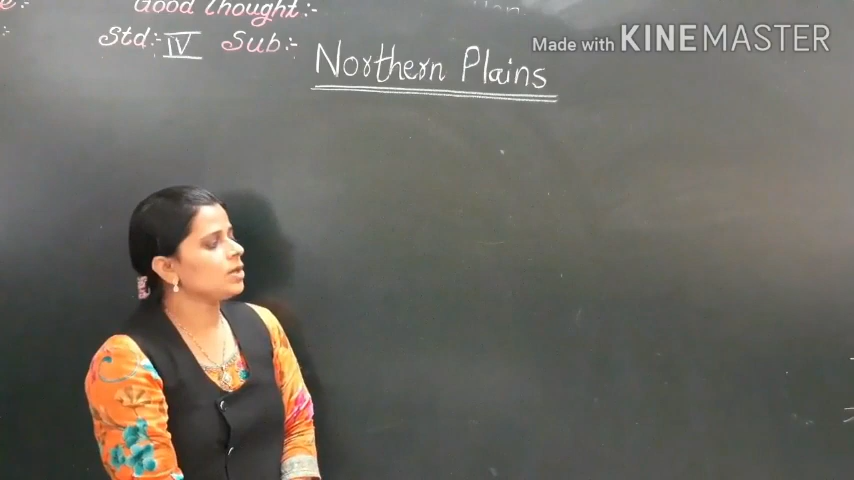 Good Thought:-
Std:- IV Sub:-
Northern Plains
Made with KINEMASTER